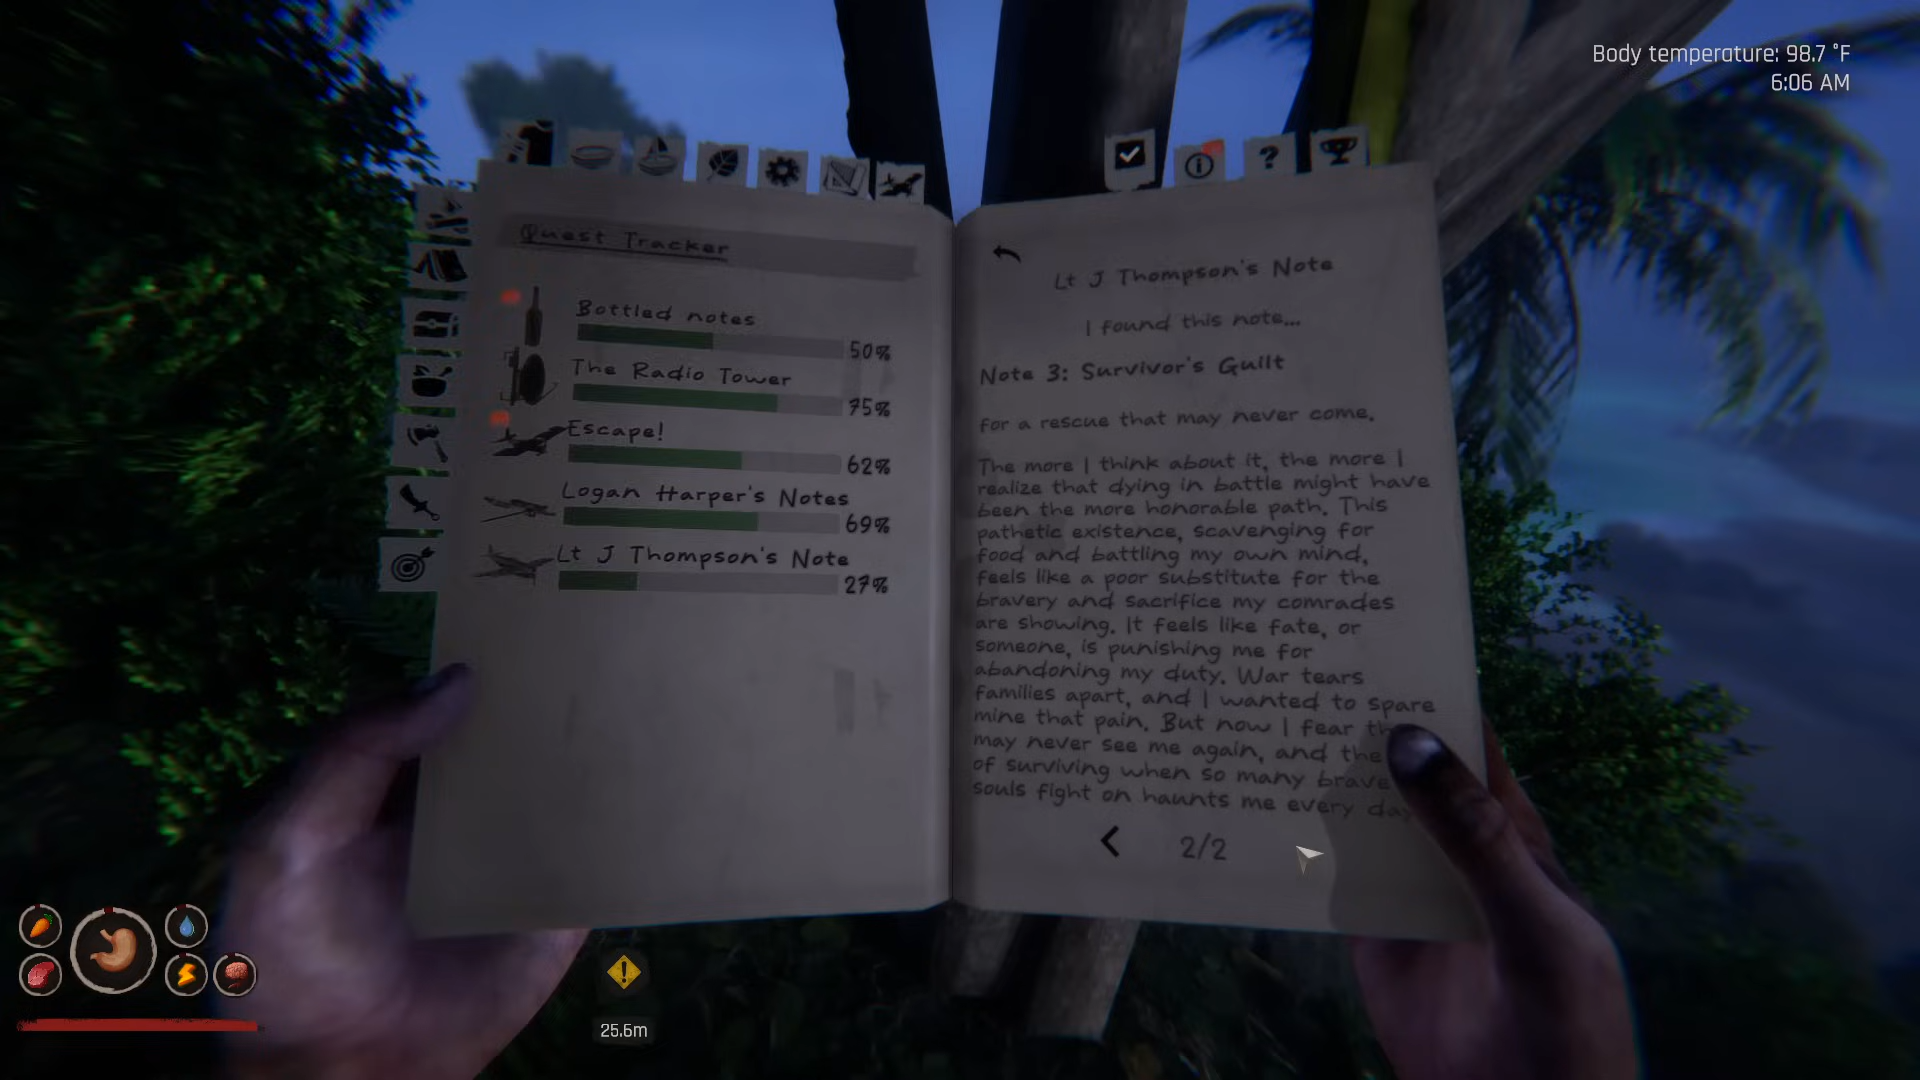 Body temperature: 98.7 °F
6:06 AM
Quest Tracker
Bottled notes
50%
The Radio Tower
75%
Escape!
62%
Logan Harper's Notes
69%
Lt J Thompson's Note
27%
Lt J Thompson's Note
I found this note...
Note 3: Survivor's Guilt
for a rescue that may never come.
The more I think about it, the more I
realize that dying in battle might have
been the more honorable path. This
pathetic existence, scavenging for
food and battling my own mind,
feels like a poor substitute for the
bravery and sacrifice my comrades
are showing. It feels like fate, or
someone, is punishing me for
abandoning my duty. War tears
families apart, and I wanted to spare
mine that pain. But now I fear
may never see me again, and
of surviving when so many brave
souls fight on haunts me every
2/2
25.6m